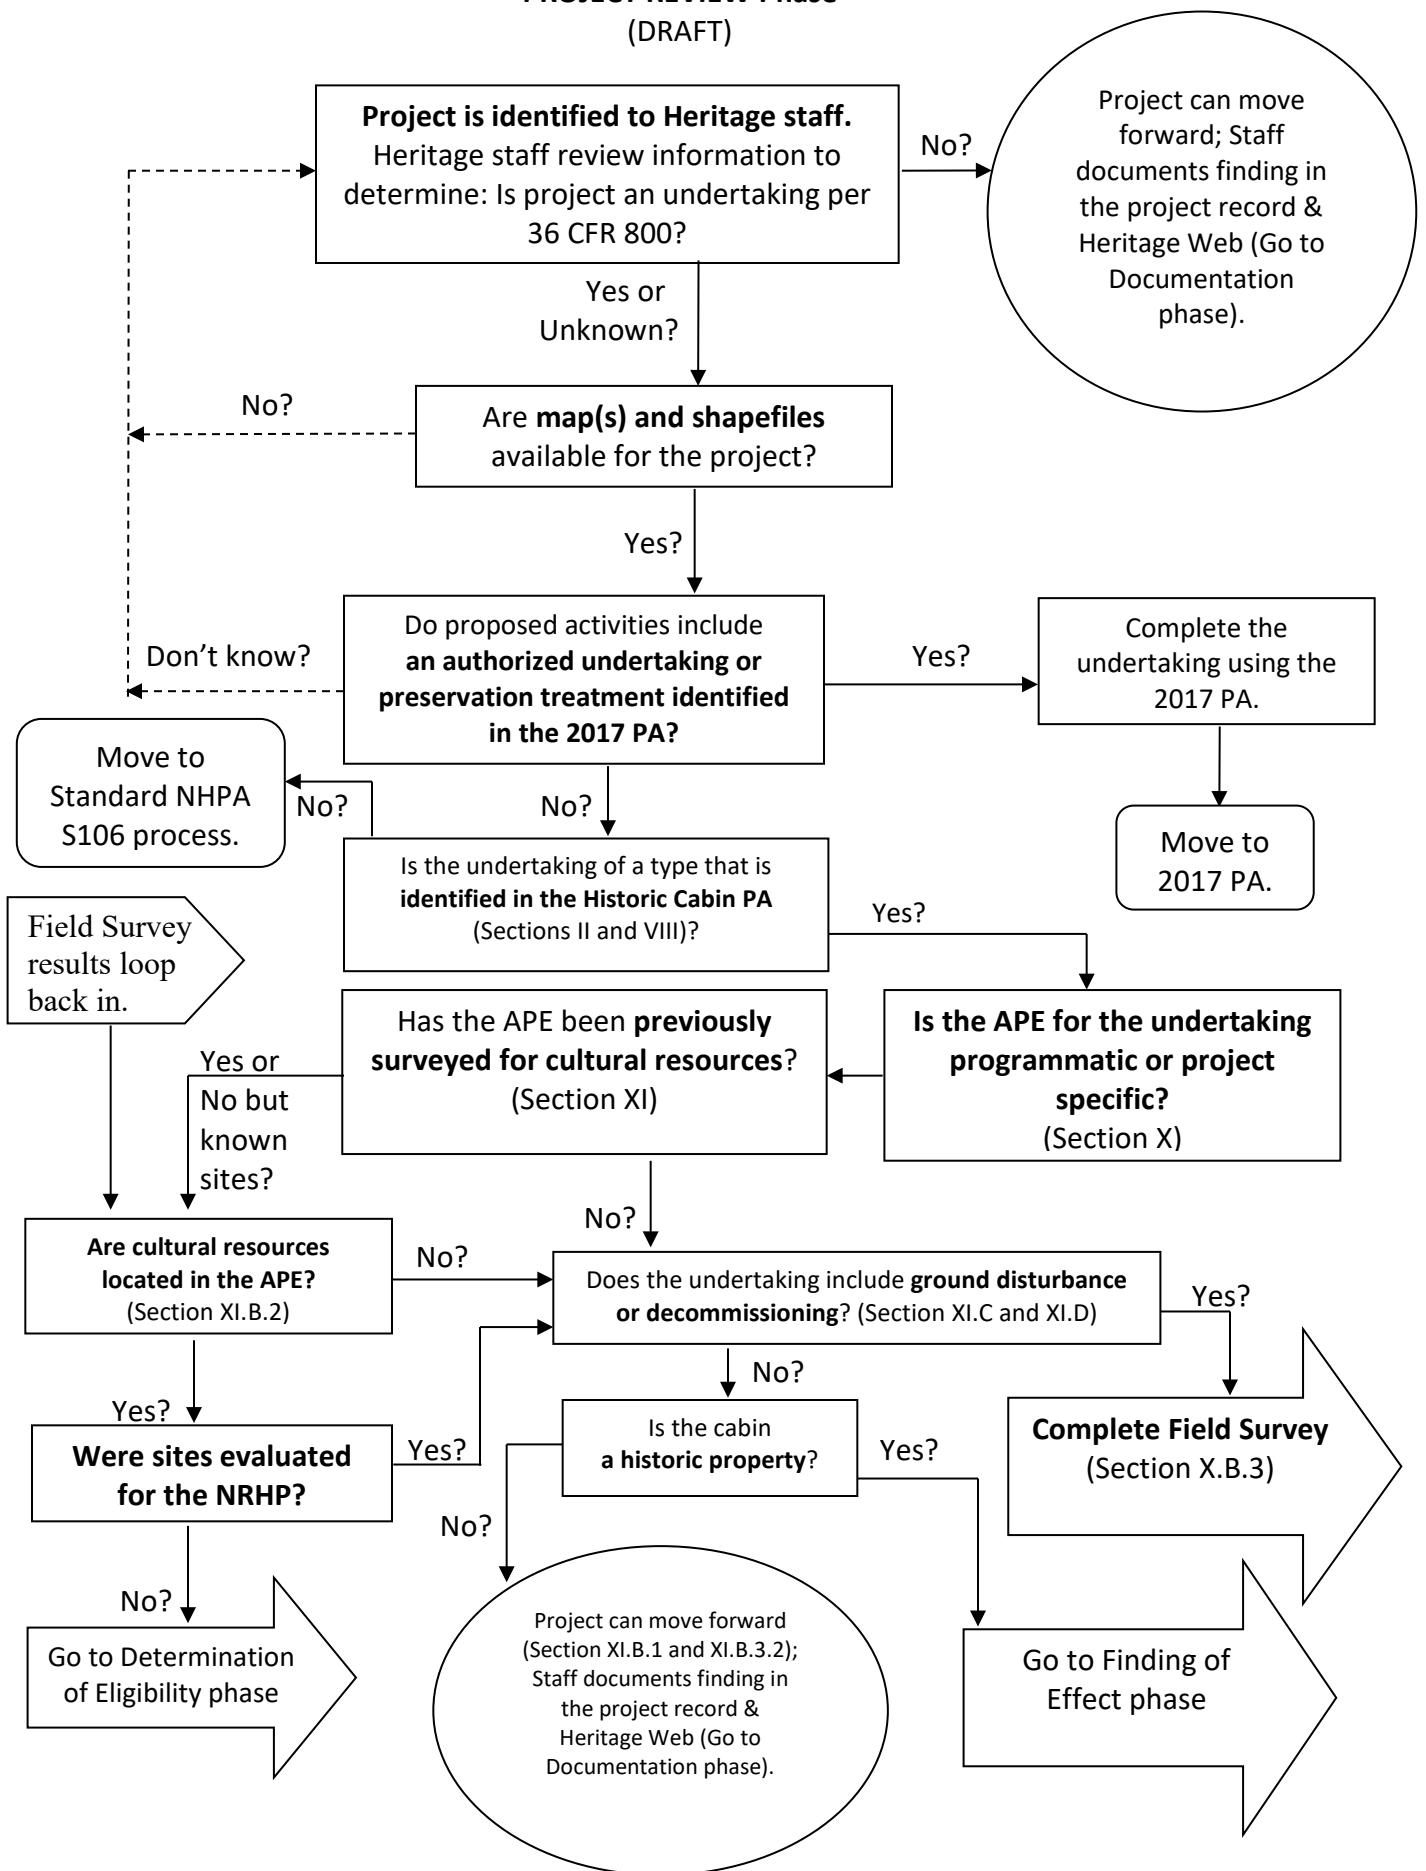 PROJECT REVIEW Phase
(DRAFT)
Project is identified to Heritage staff.
Heritage staff review information to
determine: Is project an undertaking per
36 CFR 800?
No?
Project can move
forward; Staff
documents finding in
the project record &
Heritage Web (Go to
Documentation
phase).
Yes or
Unknown?
Are map(s) and shapefiles
available for the project?
No?
Yes?
Do proposed activities include
an authorized undertaking or
preservation treatment identified
in the 2017 PA?
Don't know?
Yes?
Complete the
undertaking using the
2017 PA.
Move to
2017 PA.
No?
Is the undertaking of a type that is
identified in the Historic Cabin PA
(Sections II and VIII)?
No?
Move to
Standard NHPA
S106 process.
Yes?
Is the APE for the undertaking
programmatic or project
specific?
(Section X)
Has the APE been previously
surveyed for cultural resources?
(Section XI)
Field Survey
results loop
back in.
Yes or
No but
known
sites?
No?
Are cultural resources
located in the APE?
(Section XI.B.2)
No?
Does the undertaking include ground disturbance
or decommissioning? (Section XI.C and XI.D)
Yes?
Complete Field Survey
(Section X.B.3)
No?
Is the cabin
a historic property?
Yes?
Were sites evaluated
for the NRHP?
Yes?
Yes?
No?
No?
Go to Determination
of Eligibility phase
Project can move forward
(Section XI.B.1 and XI.B.3.2);
Staff documents finding in
the project record &
Heritage Web (Go to
Documentation phase).
Go to Finding of
Effect phase